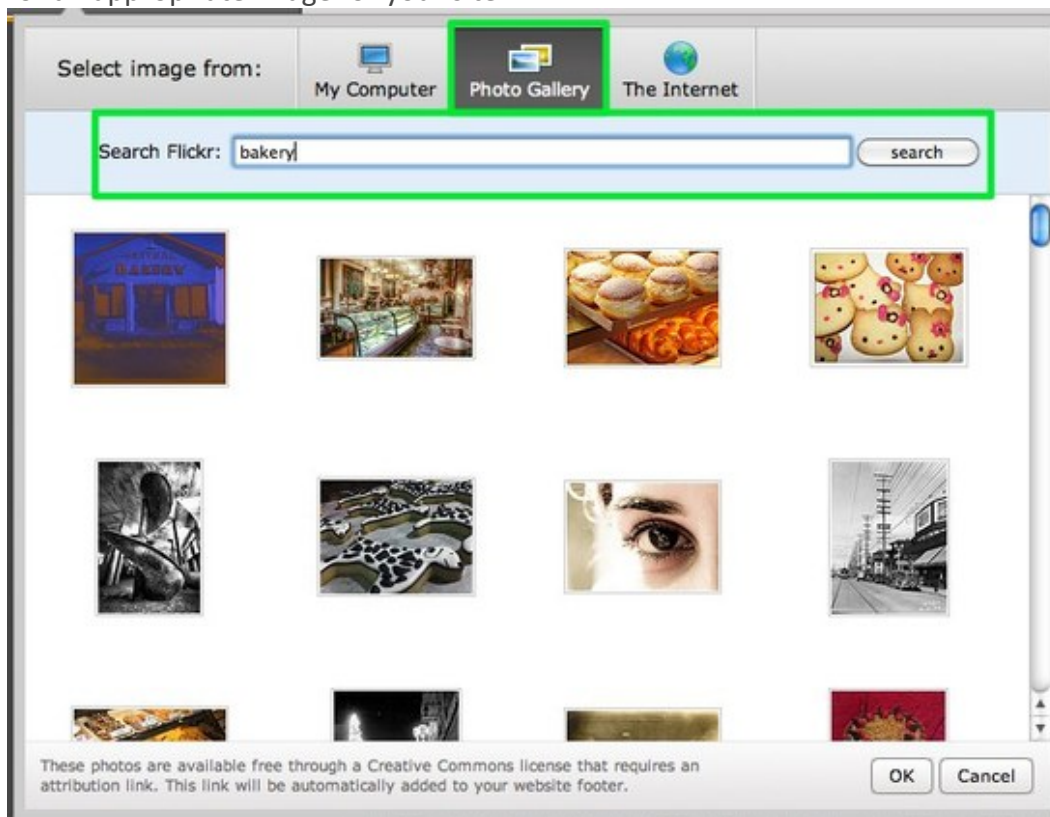 Select image from:
My Computer
Photo Gallery
The Internet
Search Flickr: bakery
search
BAKERY
These photos are available free through a Creative Commons license that requires an
attribution link. This link will be automatically added to your website footer.
OK
Cancel